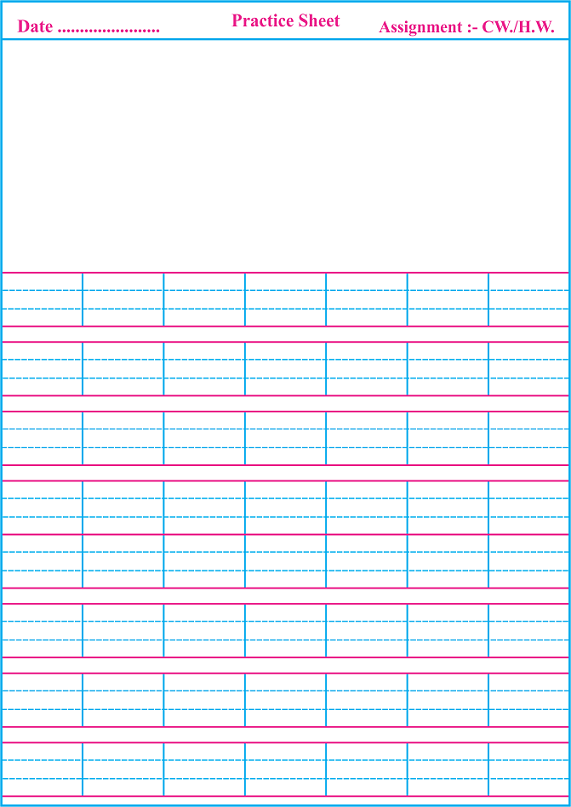 Practice Sheet
Date .......................
Assignment :- CW./H.W.